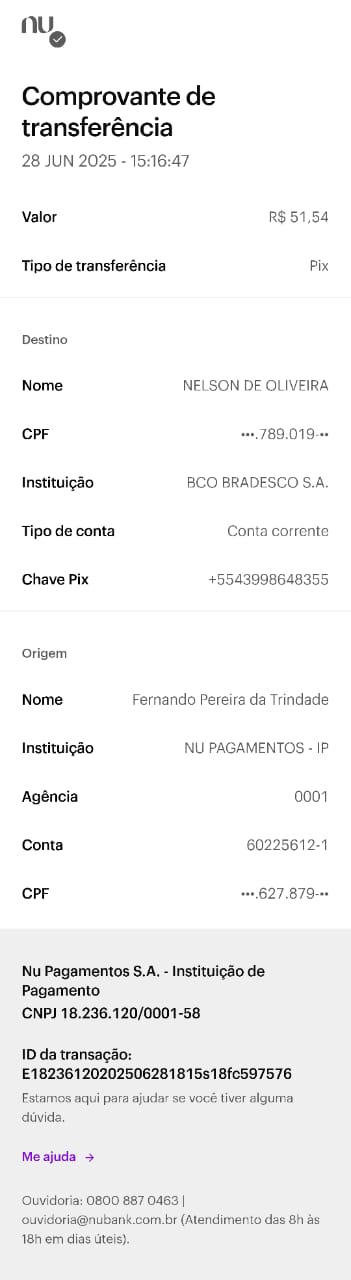 nu
Comprovante de
transferência
28 JUN 2025 - 15:16:47
Valor R$ 51,54
Tipo de transferência Pix
Destino
Nome NELSON DE OLIVEIRA
CPF •••.789.019-••
Instituição BCO BRADESCO S.A.
Tipo de conta Conta corrente
Chave Pix +5543998648355
Origem
Nome Fernando Pereira da Trindade
Instituição NU PAGAMENTOS - IP
Agência 0001
Conta 60225612-1
CPF •••.627.879-••
Nu Pagamentos S.A. - Instituição de
Pagamento
CNPJ 18.236.120/0001-58
ID da transação:
E18236120202506281815s18fc597576
Estamos aqui para ajudar se você tiver alguma
dúvida.
Me ajuda →
Ouvidoria: 0800 887 0463 |
ouvidoria@nubank.com.br (Atendimento das 8h às
18h em dias úteis).